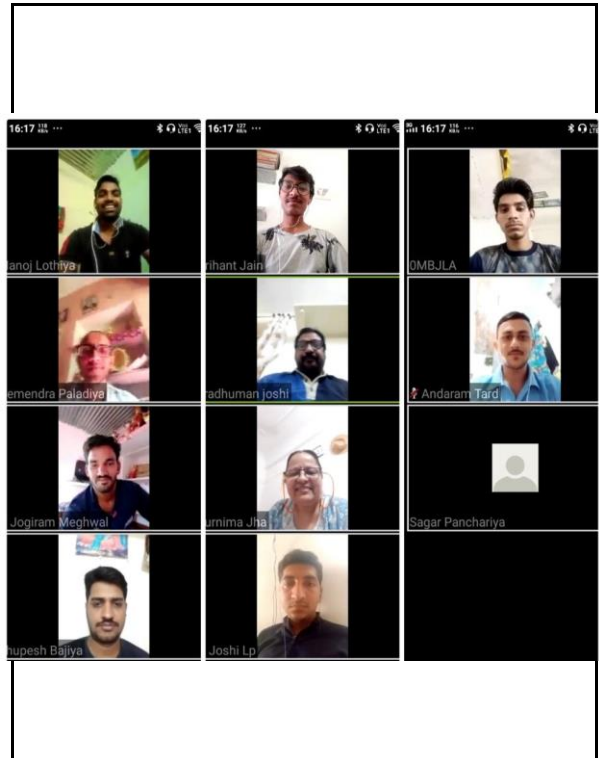 16:17 ...
anoj Lothiya
emendra Paladiya
Jogiram Meghwal
hupesh Bajiya
16:17 ...
rihant Jain
radhuman joshi
urnima Jha
Joshi Lp
16:17 ...
0MBJLA
Andaram Tard
Sagar Panchariya